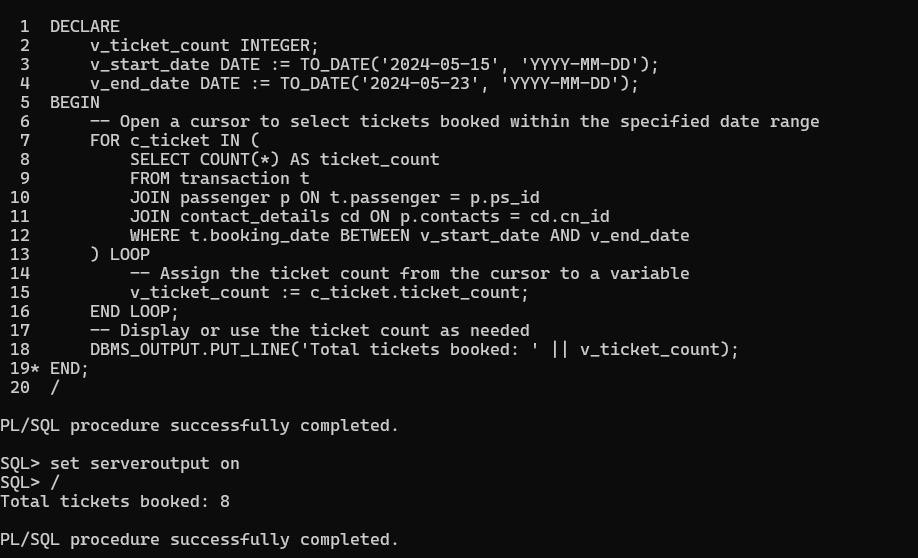 1 DECLARE
2 v_ticket_count INTEGER;
3 v_start_date DATE := TO_DATE('2024-05-15', 'YYYY-MM-DD');
4 v_end_date DATE := TO_DATE('2024-05-23', 'YYYY-MM-DD');
5 BEGIN
6 -- Open a cursor to select tickets booked within the specified date range
7 FOR c_ticket IN (
8 SELECT COUNT(*) AS ticket_count
9 FROM transaction t
10 JOIN passenger p ON t.passenger = p.ps_id
11 JOIN contact_details cd ON p.contacts = cd.cn_id
12 WHERE t.booking_date BETWEEN v_start_date AND v_end_date
13 ) LOOP
14 -- Assign the ticket count from the cursor to a variable
15 v_ticket_count := c_ticket.ticket_count;
16 END LOOP;
17 -- Display or use the ticket count as needed
18 DBMS_OUTPUT.PUT_LINE('Total tickets booked: ' || v_ticket_count);
19* END;
20 /
PL/SQL procedure successfully completed.
SQL> set serveroutput on
SQL> /
Total tickets booked: 8
PL/SQL procedure successfully completed.